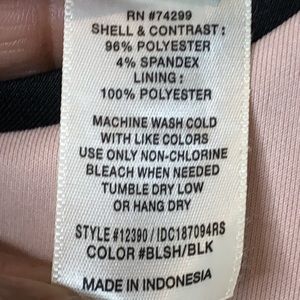 RN #74299
SHELL & CONTRAST :
96% POLYESTER
4% SPANDEX
LINING :
100% POLYESTER
MACHINE WASH COLD
WITH LIKE COLORS
USE ONLY NON-CHLORINE
BLEACH WHEN NEEDED
TUMBLE DRY LOW
OR HANG DRY
STYLE #12390 / IDC187094RS
COLOR #BLSH/BLK
MADE IN INDONESIA